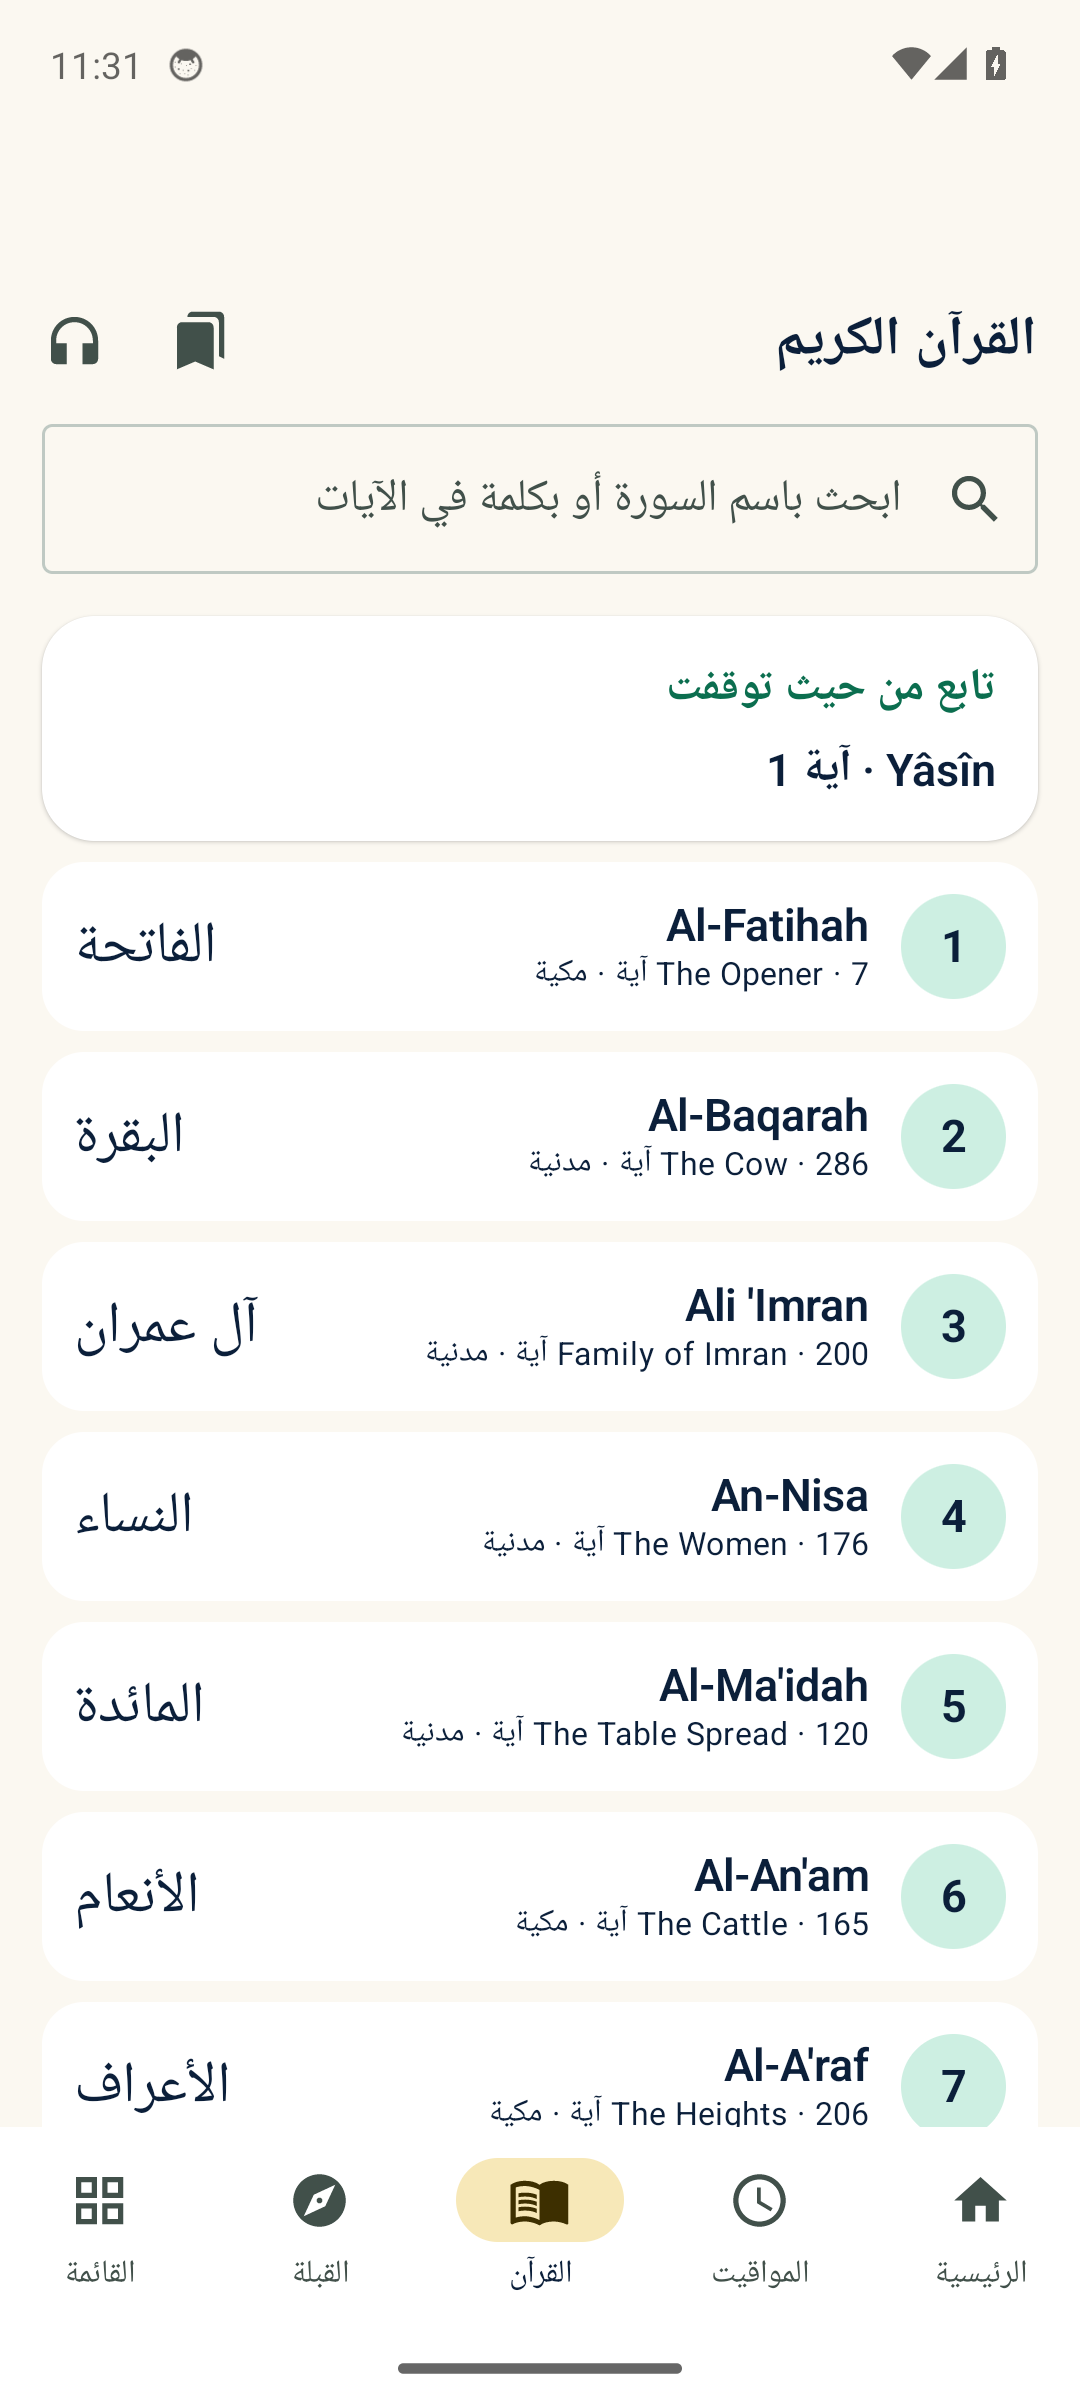 11:31
القرآن الكريم
ابحث باسم السورة أو بكلمة في الآيات
تابع من حيث توقفت
Yâsîn · آية 1
1
Al-Fatihah
The Opener · 7 آية · مكية
الفاتحة
2
Al-Baqarah
The Cow · 286 آية · مدنية
البقرة
3
Ali 'Imran
Family of Imran · 200 آية · مدنية
آل عمران
4
An-Nisa
The Women · 176 آية · مدنية
النساء
5
Al-Ma'idah
The Table Spread · 120 آية · مدنية
المائدة
6
Al-An'am
The Cattle · 165 آية · مكية
الأنعام
7
Al-A'raf
The Heights · 206 آية · مكية
الأعراف
الرئيسية
المواقيت
القرآن
القبلة
القائمة